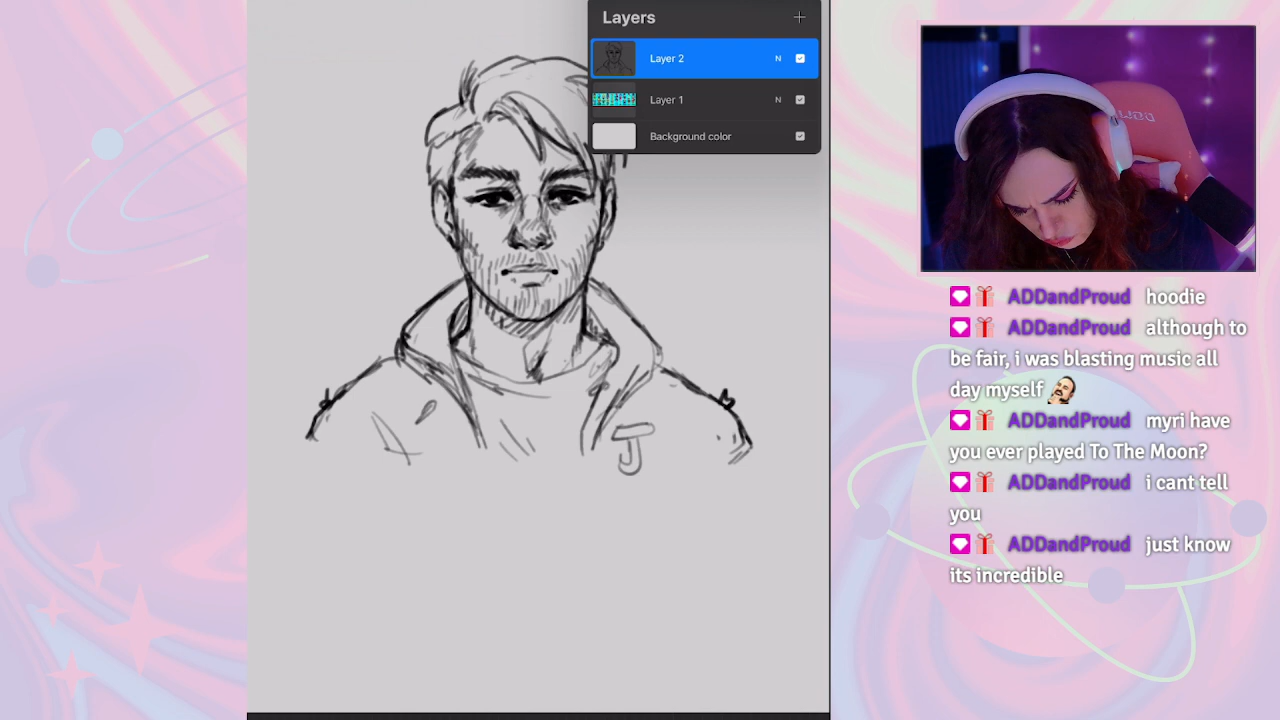 Layers
Layer 2 N
Layer 1 N
Background color
J
ADDandProud hoodie
ADDandProud although to
be fair, i was blasting music all
day myself
ADDandProud myri have
you ever played To The Moon?
ADDandProud i cant tell
you
ADDandProud just know
its incredible